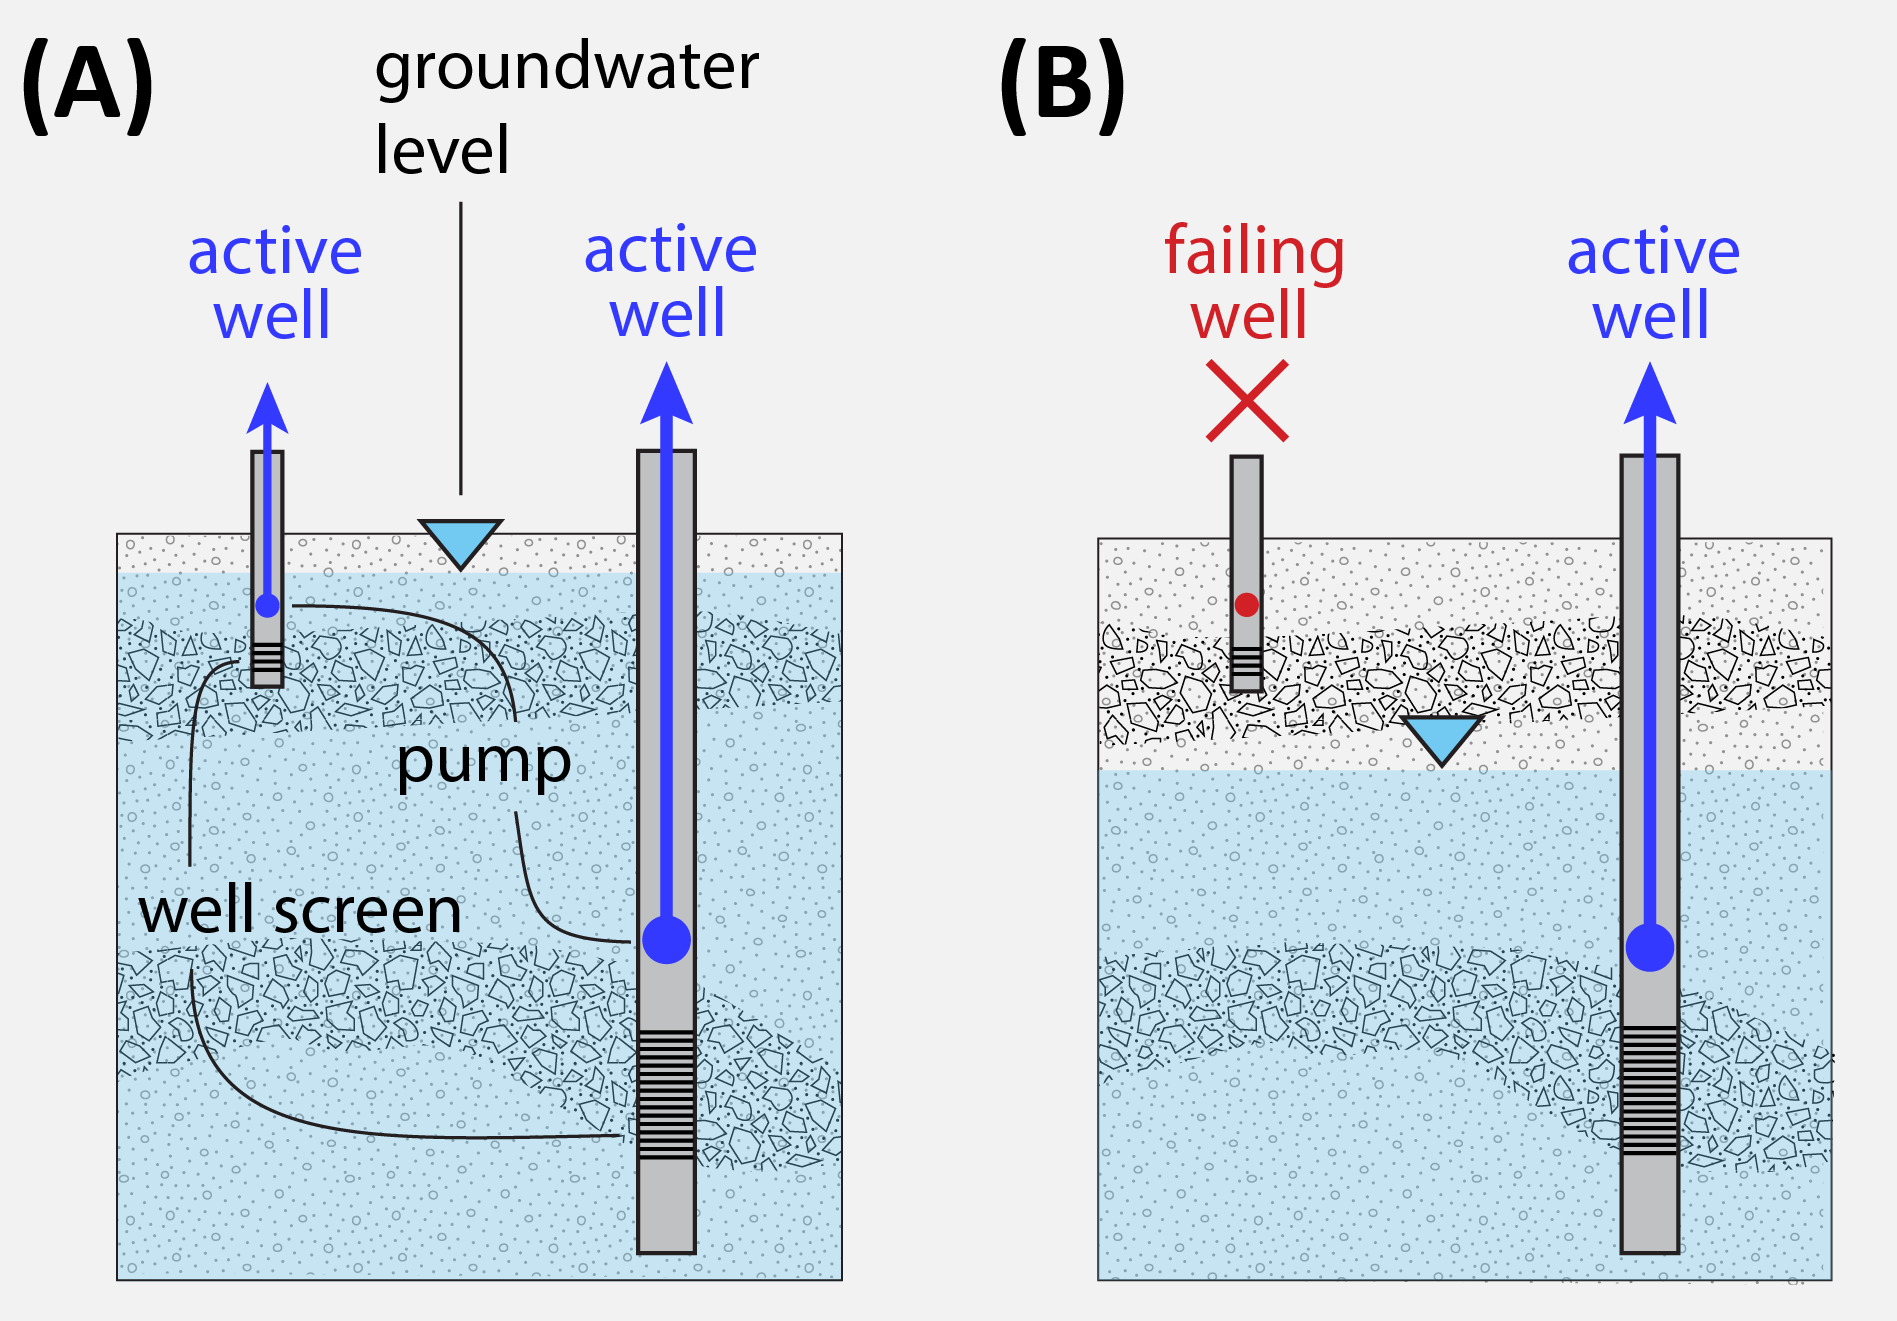 (A)
groundwater
level
active
well
active
well
pump
well screen
(B)
failing
well
active
well